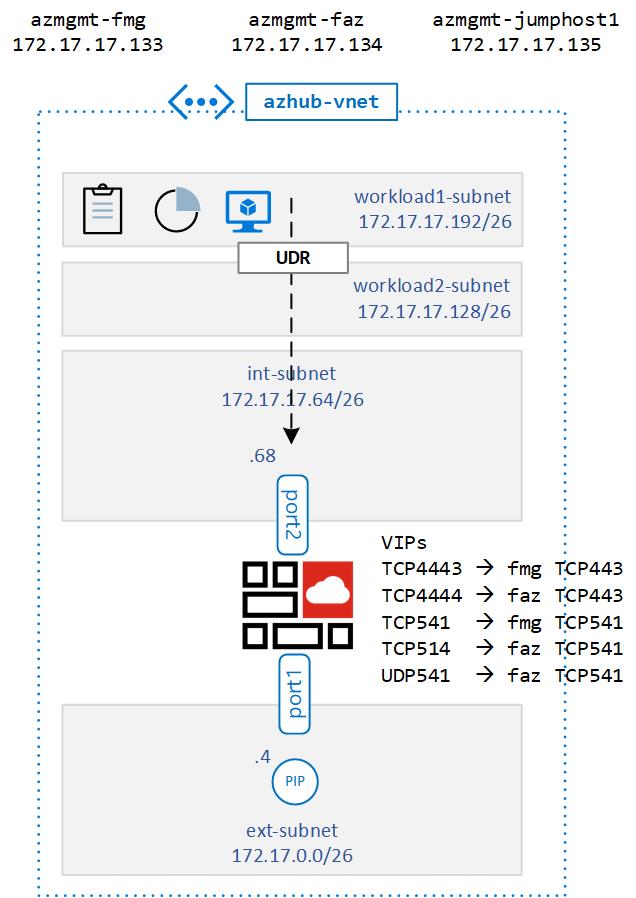 azmgmt-fmg
172.17.17.133
azmgmt-faz
172.17.17.134
azmgmt-jumphost1
172.17.17.135
azhub-vnet
workload1-subnet
172.17.17.192/26
UDR
workload2-subnet
172.17.17.128/26
int-subnet
172.17.17.64/26
.68
port2
VIPs
TCP4443 → fmg TCP443
TCP4444 → faz TCP443
TCP541 → fmg TCP541
TCP514 → faz TCP541
UDP541 → faz TCP541
port1
.4
PIP
ext-subnet
172.17.0.0/26